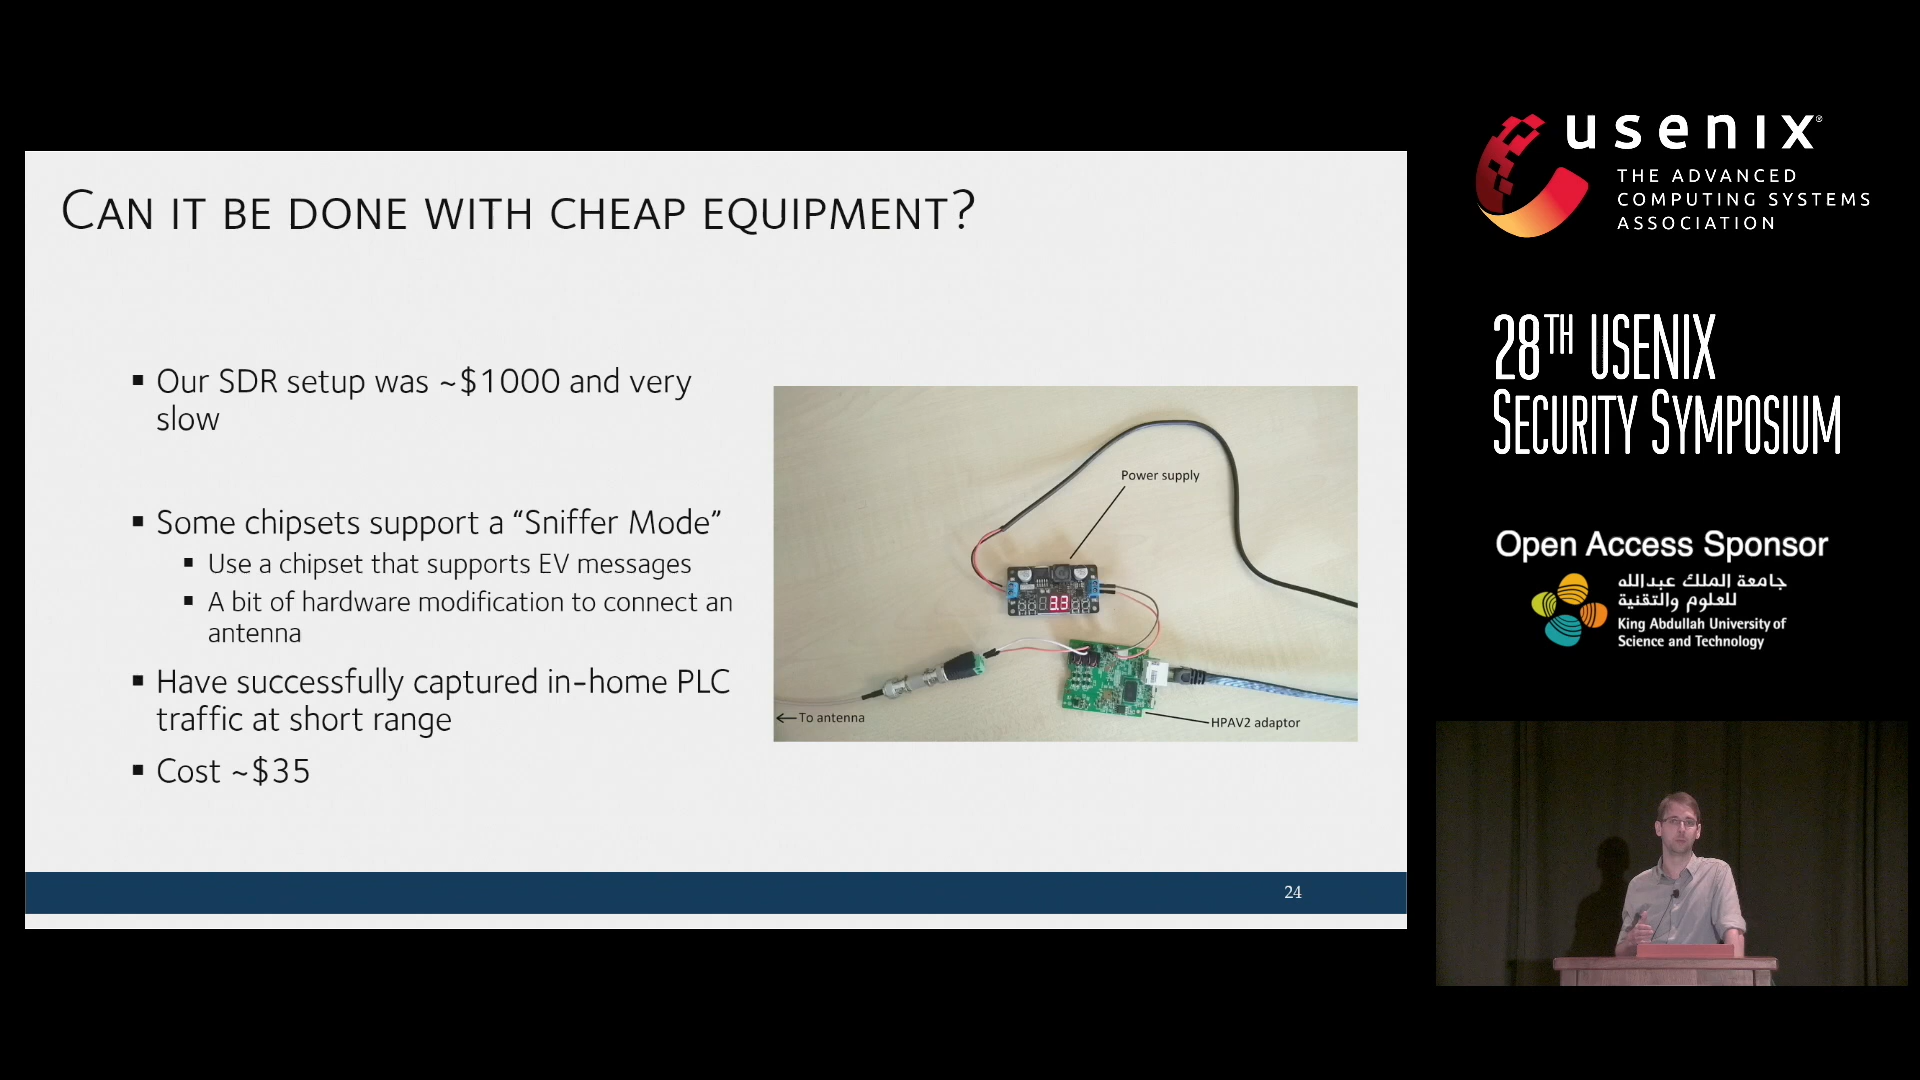 CAN IT BE DONE WITH CHEAP EQUIPMENT?
▪ Our SDR setup was ~$1000 and very
slow
▪ Some chipsets support a “Sniffer Mode”
▪ Use a chipset that supports EV messages
▪ A bit of hardware modification to connect an
antenna
▪ Have successfully captured in-home PLC
traffic at short range
▪ Cost ~$35
Power supply
3.3
To antenna
HPAV2 adaptor
24
usenix®
THE ADVANCED
COMPUTING SYSTEMS
ASSOCIATION
28TH USENIX
SECURITY SYMPOSIUM
Open Access Sponsor
جامعة الملك عبدالله
للعلوم والتقنية
King Abdullah University of
Science and Technology